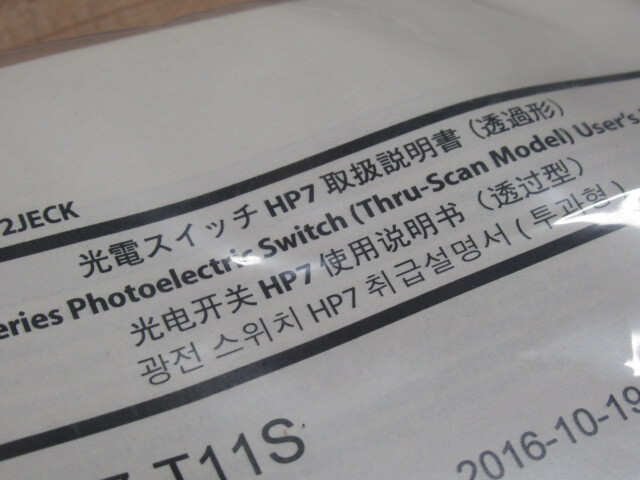 2JECK
光電スイッチ HP7 取扱説明書 (透過形)
eries Photoelectric Switch (Thru-Scan Model) User's
光电开关 HP7 使用说明书 (透过型)
광전 스위치 HP7 취급설명서 ( 투과형 )
T11S
2016-10-19